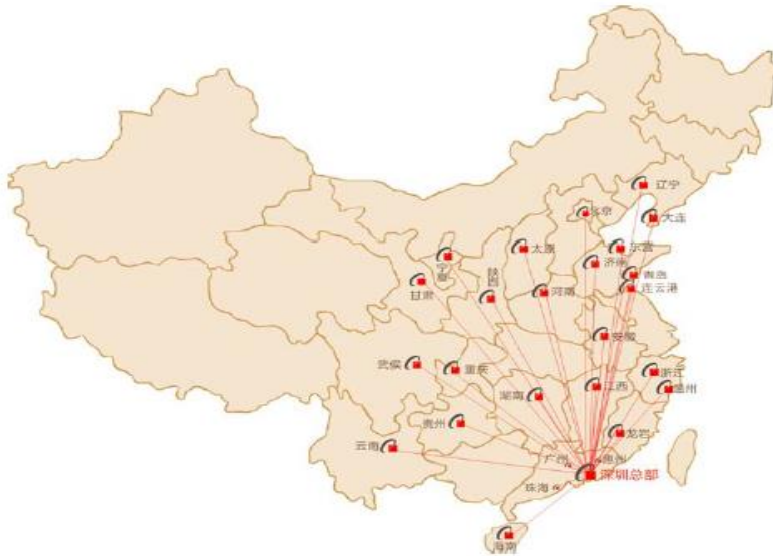 辽宁
北京
大连
太原
东营
宁夏
济南
青岛
陕西
甘肃
河南
连云港
安徽
武侯
重庆
浙江
江西
湖南
温州
贵州
龙岩
云南
广州
惠州
深圳总部
珠海
海南